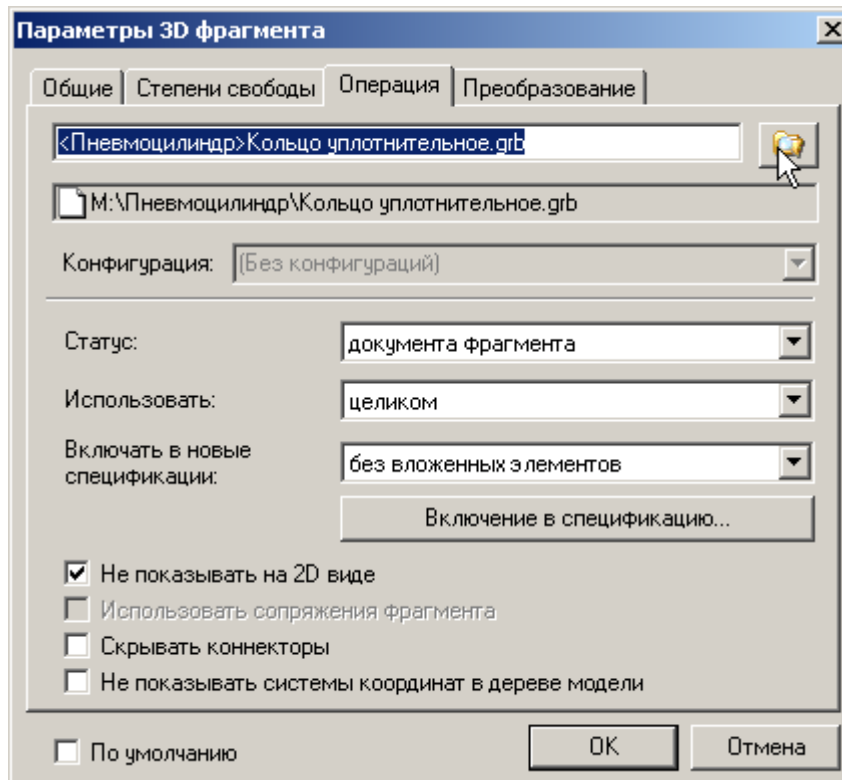 Параметры 3D фрагмента
Общие Степени свободы Операция Преобразование
<Пневмоцилиндр>Кольцо уплотнительное.grb
M:\Пневмоцилиндр\Кольцо уплотнительное.grb
Конфигурация: (Без конфигураций)
Статус: документа фрагмента
Использовать: целиком
Включать в новые
спецификации: без вложенных элементов
Включение в спецификацию...
Не показывать на 2D виде
Использовать сопряжения фрагмента
Скрывать коннекторы
Не показывать системы координат в дереве модели
По умолчанию OK Отмена